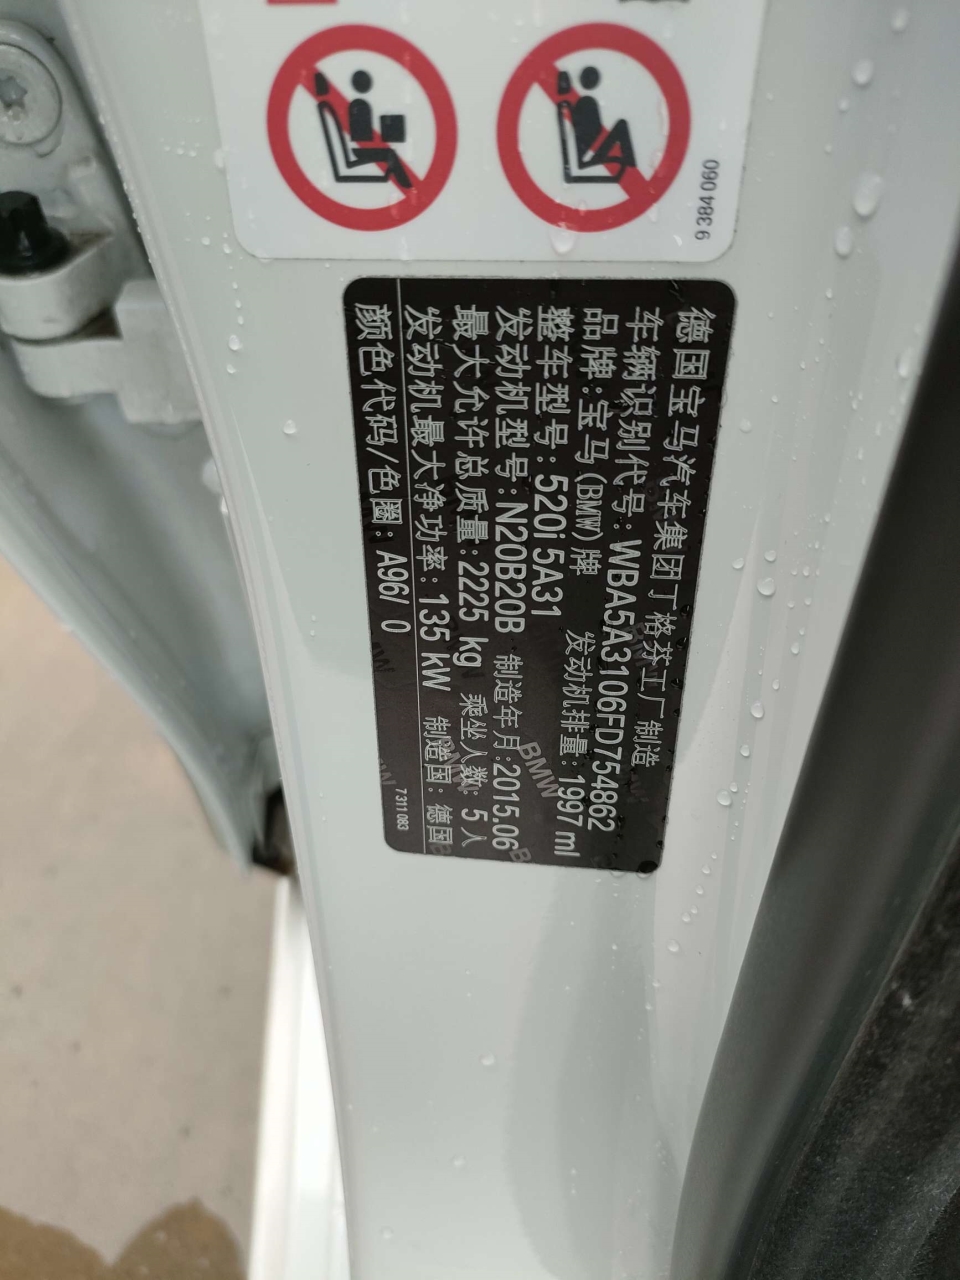 9 384 060
德国宝马汽车集团丁格芬工厂制造
车辆识别代号：WBA5A3106FD754862
品牌：宝马(BMW)牌 发动机排量：1997 ml
整车型号：520i 5A31
发动机型号：N20B20B 制造年月：2015.06
最大允许总质量：2225 kg 乘坐人数：5人
发动机最大净功率：135 kW 制造国：德国
颜色代码/色圈：A96/ 0
7 311 083